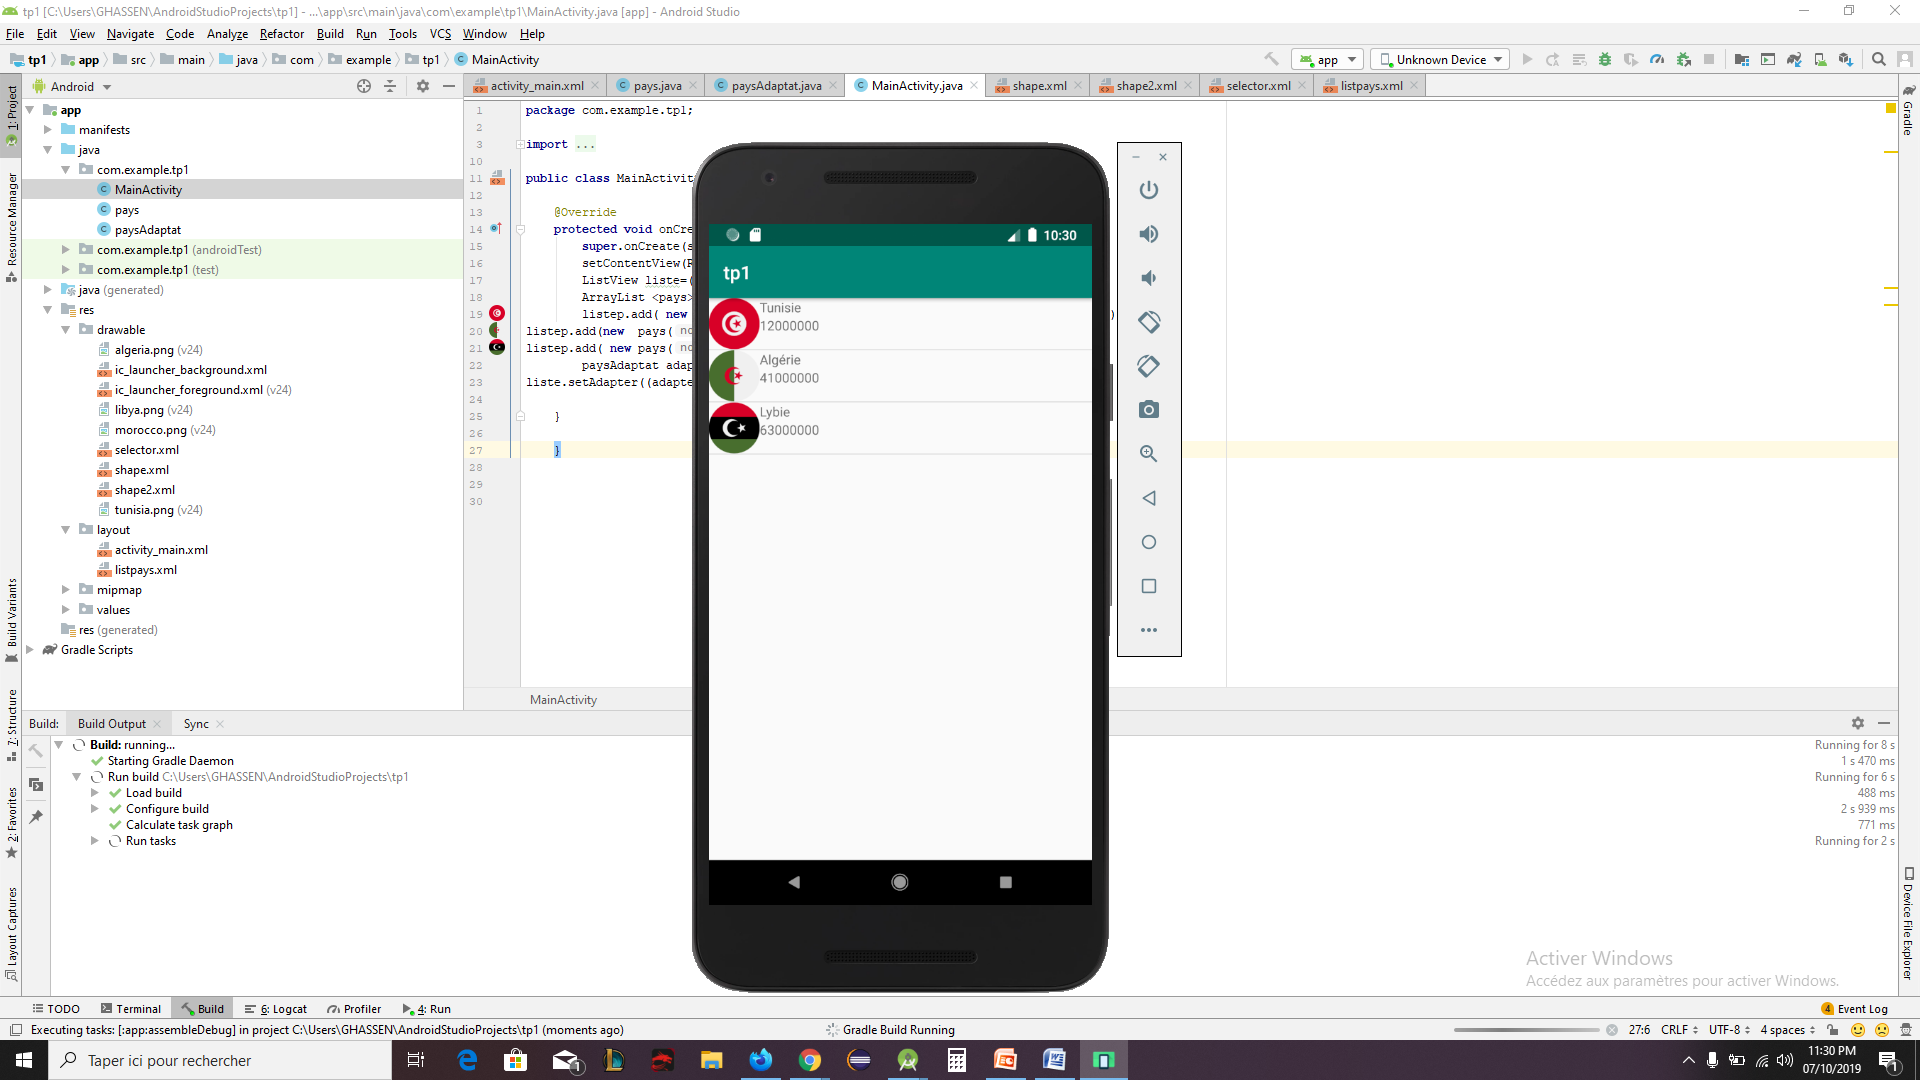 tp1 [C:\Users\GHASSEN\AndroidStudioProjects\tp1] - ...\app\src\main\java\com\example\tp1\MainActivity.java [app] - Android Studio
File Edit View Navigate Code Analyze Refactor Build Run Tools VCS Window Help
tp1 app src main java com example tp1 MainActivity
app Unknown Device
Android
activity_main.xml pays.java paysAdaptat.java MainActivity.java shape.xml shape2.xml selector.xml listpays.xml
1: Project
Resource Manager
Build Variants
7: Structure
2: Favorites
Layout Captures
app
manifests
java
com.example.tp1
MainActivity
pays
paysAdaptat
com.example.tp1 (androidTest)
com.example.tp1 (test)
java (generated)
res
drawable
algeria.png (v24)
ic_launcher_background.xml
ic_launcher_foreground.xml (v24)
libya.png (v24)
morocco.png (v24)
selector.xml
shape.xml
shape2.xml
tunisia.png (v24)
layout
activity_main.xml
listpays.xml
mipmap
values
res (generated)
Gradle Scripts
1 package com.example.tp1;
2
3 import ...
10
11 public class MainActivit
12
13 @Override
14 protected void onCre
15 super.onCreate(s
16 setContentView(R
17 ListView liste=(
18 ArrayList <pays>
19 listep.add( new )
20 listep.add(new pays( no
21 listep.add( new pays( no
22 paysAdaptat adap
23 liste.setAdapter((adapte
24
25 }
26
27 }
28
29
30
MainActivity
10:30
tp1
Tunisie
12000000
Algérie
41000000
Lybie
63000000
Gradle
Device File Explorer
Build: Build Output Sync
Build: running... Running for 8 s
Starting Gradle Daemon 1 s 470 ms
Run build C:\Users\GHASSEN\AndroidStudioProjects\tp1 Running for 6 s
Load build 488 ms
Configure build 2 s 939 ms
Calculate task graph 771 ms
Run tasks Running for 2 s
Activer Windows
Accédez aux paramètres pour activer Windows.
TODO Terminal Build 6: Logcat Profiler 4: Run 4 Event Log
Executing tasks: [:app:assembleDebug] in project C:\Users\GHASSEN\AndroidStudioProjects\tp1 (moments ago) Gradle Build Running 27:6 CRLF UTF-8 4 spaces
Taper ici pour rechercher
11:30 PM
07/10/2019